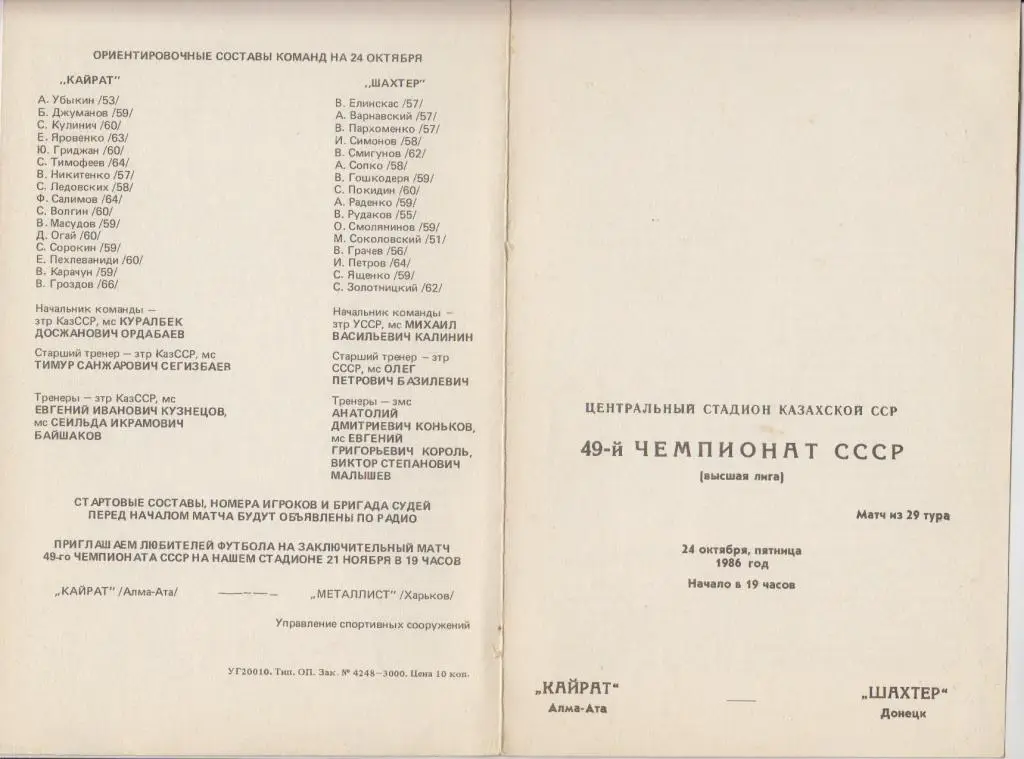 ОРИЕНТИРОВОЧНЫЕ СОСТАВЫ КОМАНД НА 24 ОКТЯБРЯ
„КАЙРАТ"
А. Убыкин /53/
Б. Джуманов /59/
С. Кулинич /60/
Е. Яровенко /63/
Ю. Гриджан /60/
С. Тимофеев /64/
В. Никитенко /57/
С. Ледовских /58/
Ф. Салимов /64/
С. Волгин /60/
В. Масудов /59/
Д. Огай /60/
С. Сорокин /59/
Е. Пехлеваниди /60/
В. Карачун /59/
В. Гроздов /66/
Начальник команды —
зтр КазССР, мс КУРАЛБЕК
ДОСЖАНОВИЧ ОРДАБАЕВ
Старший тренер — зтр КазССР, мс
ТИМУР САНЖАРОВИЧ СЕГИЗБАЕВ
Тренеры — зтр КазССР, мс
ЕВГЕНИЙ ИВАНОВИЧ КУЗНЕЦОВ,
мс СЕИЛЬДА ИКРАМОВИЧ
БАЙШАКОВ
„ШАХТЕР"
В. Елинскас /57/
А. Варнавский /57/
В. Пархоменко /57/
И. Симонов /58/
В. Смигунов /62/
А. Сопко /58/
В. Гошкодеря /59/
С. Покидин /60/
А. Раденко /59/
В. Рудаков /55/
О. Смолянинов /59/
М. Соколовский /51/
В. Грачев /56/
И. Петров /64/
С. Ященко /59/
С. Золотницкий /62/
Начальник команды —
зтр УССР, мс МИХАИЛ
ВАСИЛЬЕВИЧ КАЛИНИН
Старший тренер — зтр
СССР, мс ОЛЕГ
ПЕТРОВИЧ БАЗИЛЕВИЧ
Тренеры — змс
АНАТОЛИЙ
ДМИТРИЕВИЧ КОНЬКОВ,
мс ЕВГЕНИЙ
ГРИГОРЬЕВИЧ КОРОЛЬ,
ВИКТОР СТЕПАНОВИЧ
МАЛЫШЕВ
СТАРТОВЫЕ СОСТАВЫ, НОМЕРА ИГРОКОВ И БРИГАДА СУДЕЙ
ПЕРЕД НАЧАЛОМ МАТЧА БУДУТ ОБЪЯВЛЕНЫ ПО РАДИО
ПРИГЛАШАЕМ ЛЮБИТЕЛЕЙ ФУТБОЛА НА ЗАКЛЮЧИТЕЛЬНЫЙ МАТЧ
49-го ЧЕМПИОНАТА СССР НА НАШЕМ СТАДИОНЕ 21 НОЯБРЯ В 19 ЧАСОВ
„КАЙРАТ" /Алма-Ата/ ———— „МЕТАЛЛИСТ" /Харьков/
Управление спортивных сооружений
УГ20010. Тип. ОП. Зак. № 4248—3000. Цена 10 коп.
ЦЕНТРАЛЬНЫЙ СТАДИОН КАЗАХСКОЙ ССР
49-й ЧЕМПИОНАТ СССР
(высшая лига)
Матч из 29 тура
24 октября, пятница
1986 год
Начало в 19 часов
„КАЙРАТ" — „ШАХТЕР"
Алма-Ата Донецк